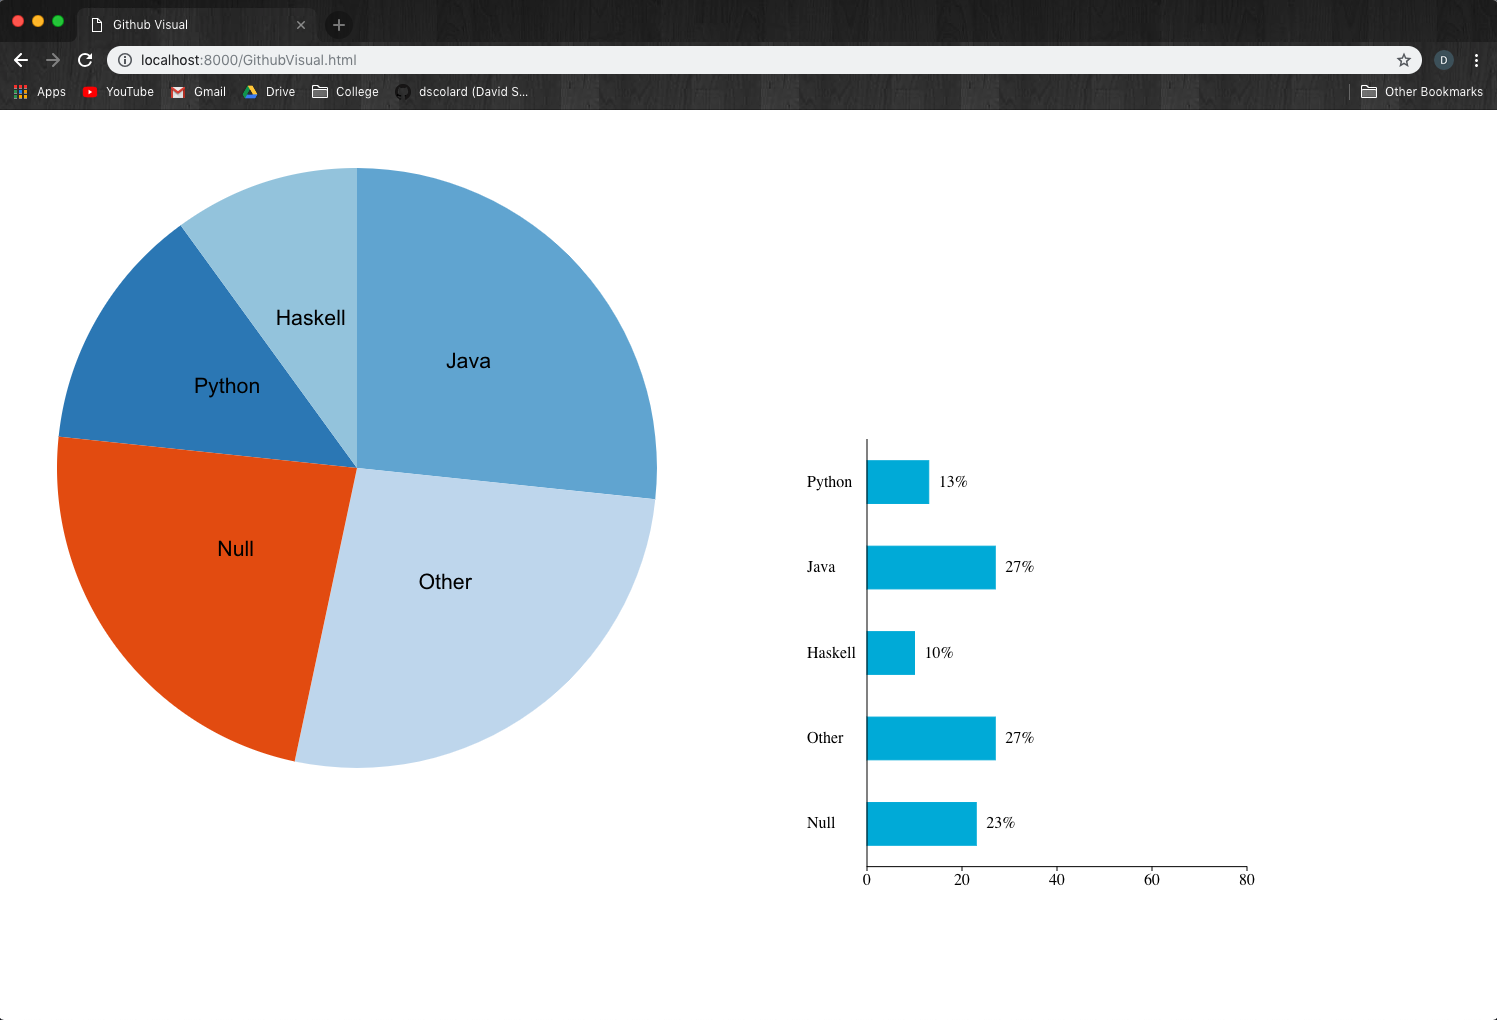 Github Visual
localhost:8000/GithubVisual.html
D
Apps YouTube Gmail Drive College dscolard (David S... Other Bookmarks
Haskell
Java
Python
Null
Other
Python 13%
Java 27%
Haskell 10%
Other 27%
Null 23%
0 20 40 60 80